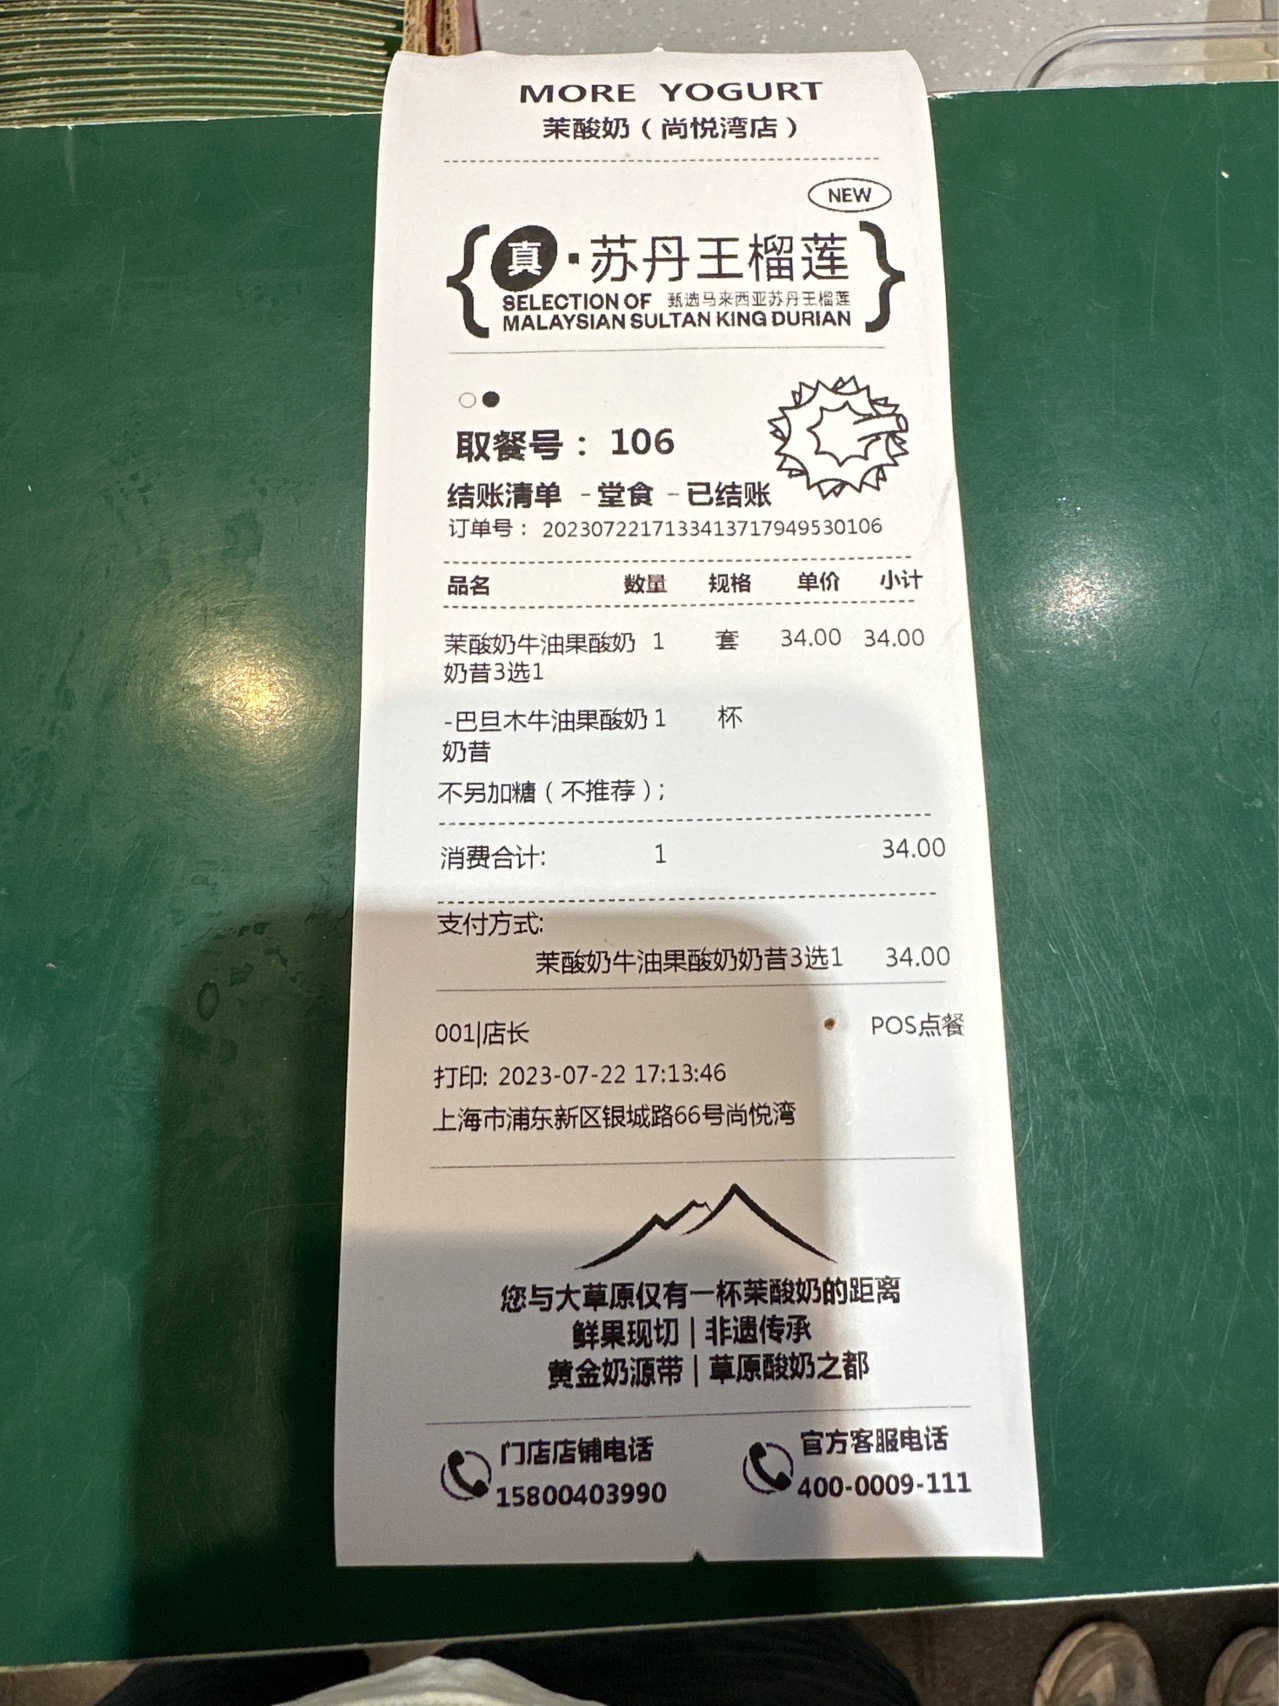 MORE YOGURT
茉酸奶（尚悦湾店）
NEW
真·苏丹王榴莲
SELECTION OF 甄选马来西亚苏丹王榴莲
MALAYSIAN SULTAN KING DURIAN
取餐号： 106
结账清单 -堂食 -已结账
订单号： 20230722171334137179495​30106
品名 数量 规格 单价 小计
茉酸奶牛油果酸奶 1 套 34.00 34.00
奶昔3选1
-巴旦木牛油果酸奶 1 杯
奶昔
不另加糖（不推荐）;
消费合计: 1 34.00
支付方式:
茉酸奶牛油果酸奶奶昔3选1 34.00
001|店长 POS点餐
打印: 2023-07-22 17:13:46
上海市浦东新区银城路66号尚悦湾
您与大草原仅有一杯茉酸奶的距离
鲜果现切｜非遗传承
黄金奶源带｜草原酸奶之都
门店店铺电话 官方客服电话
15800403990 400-0009-111